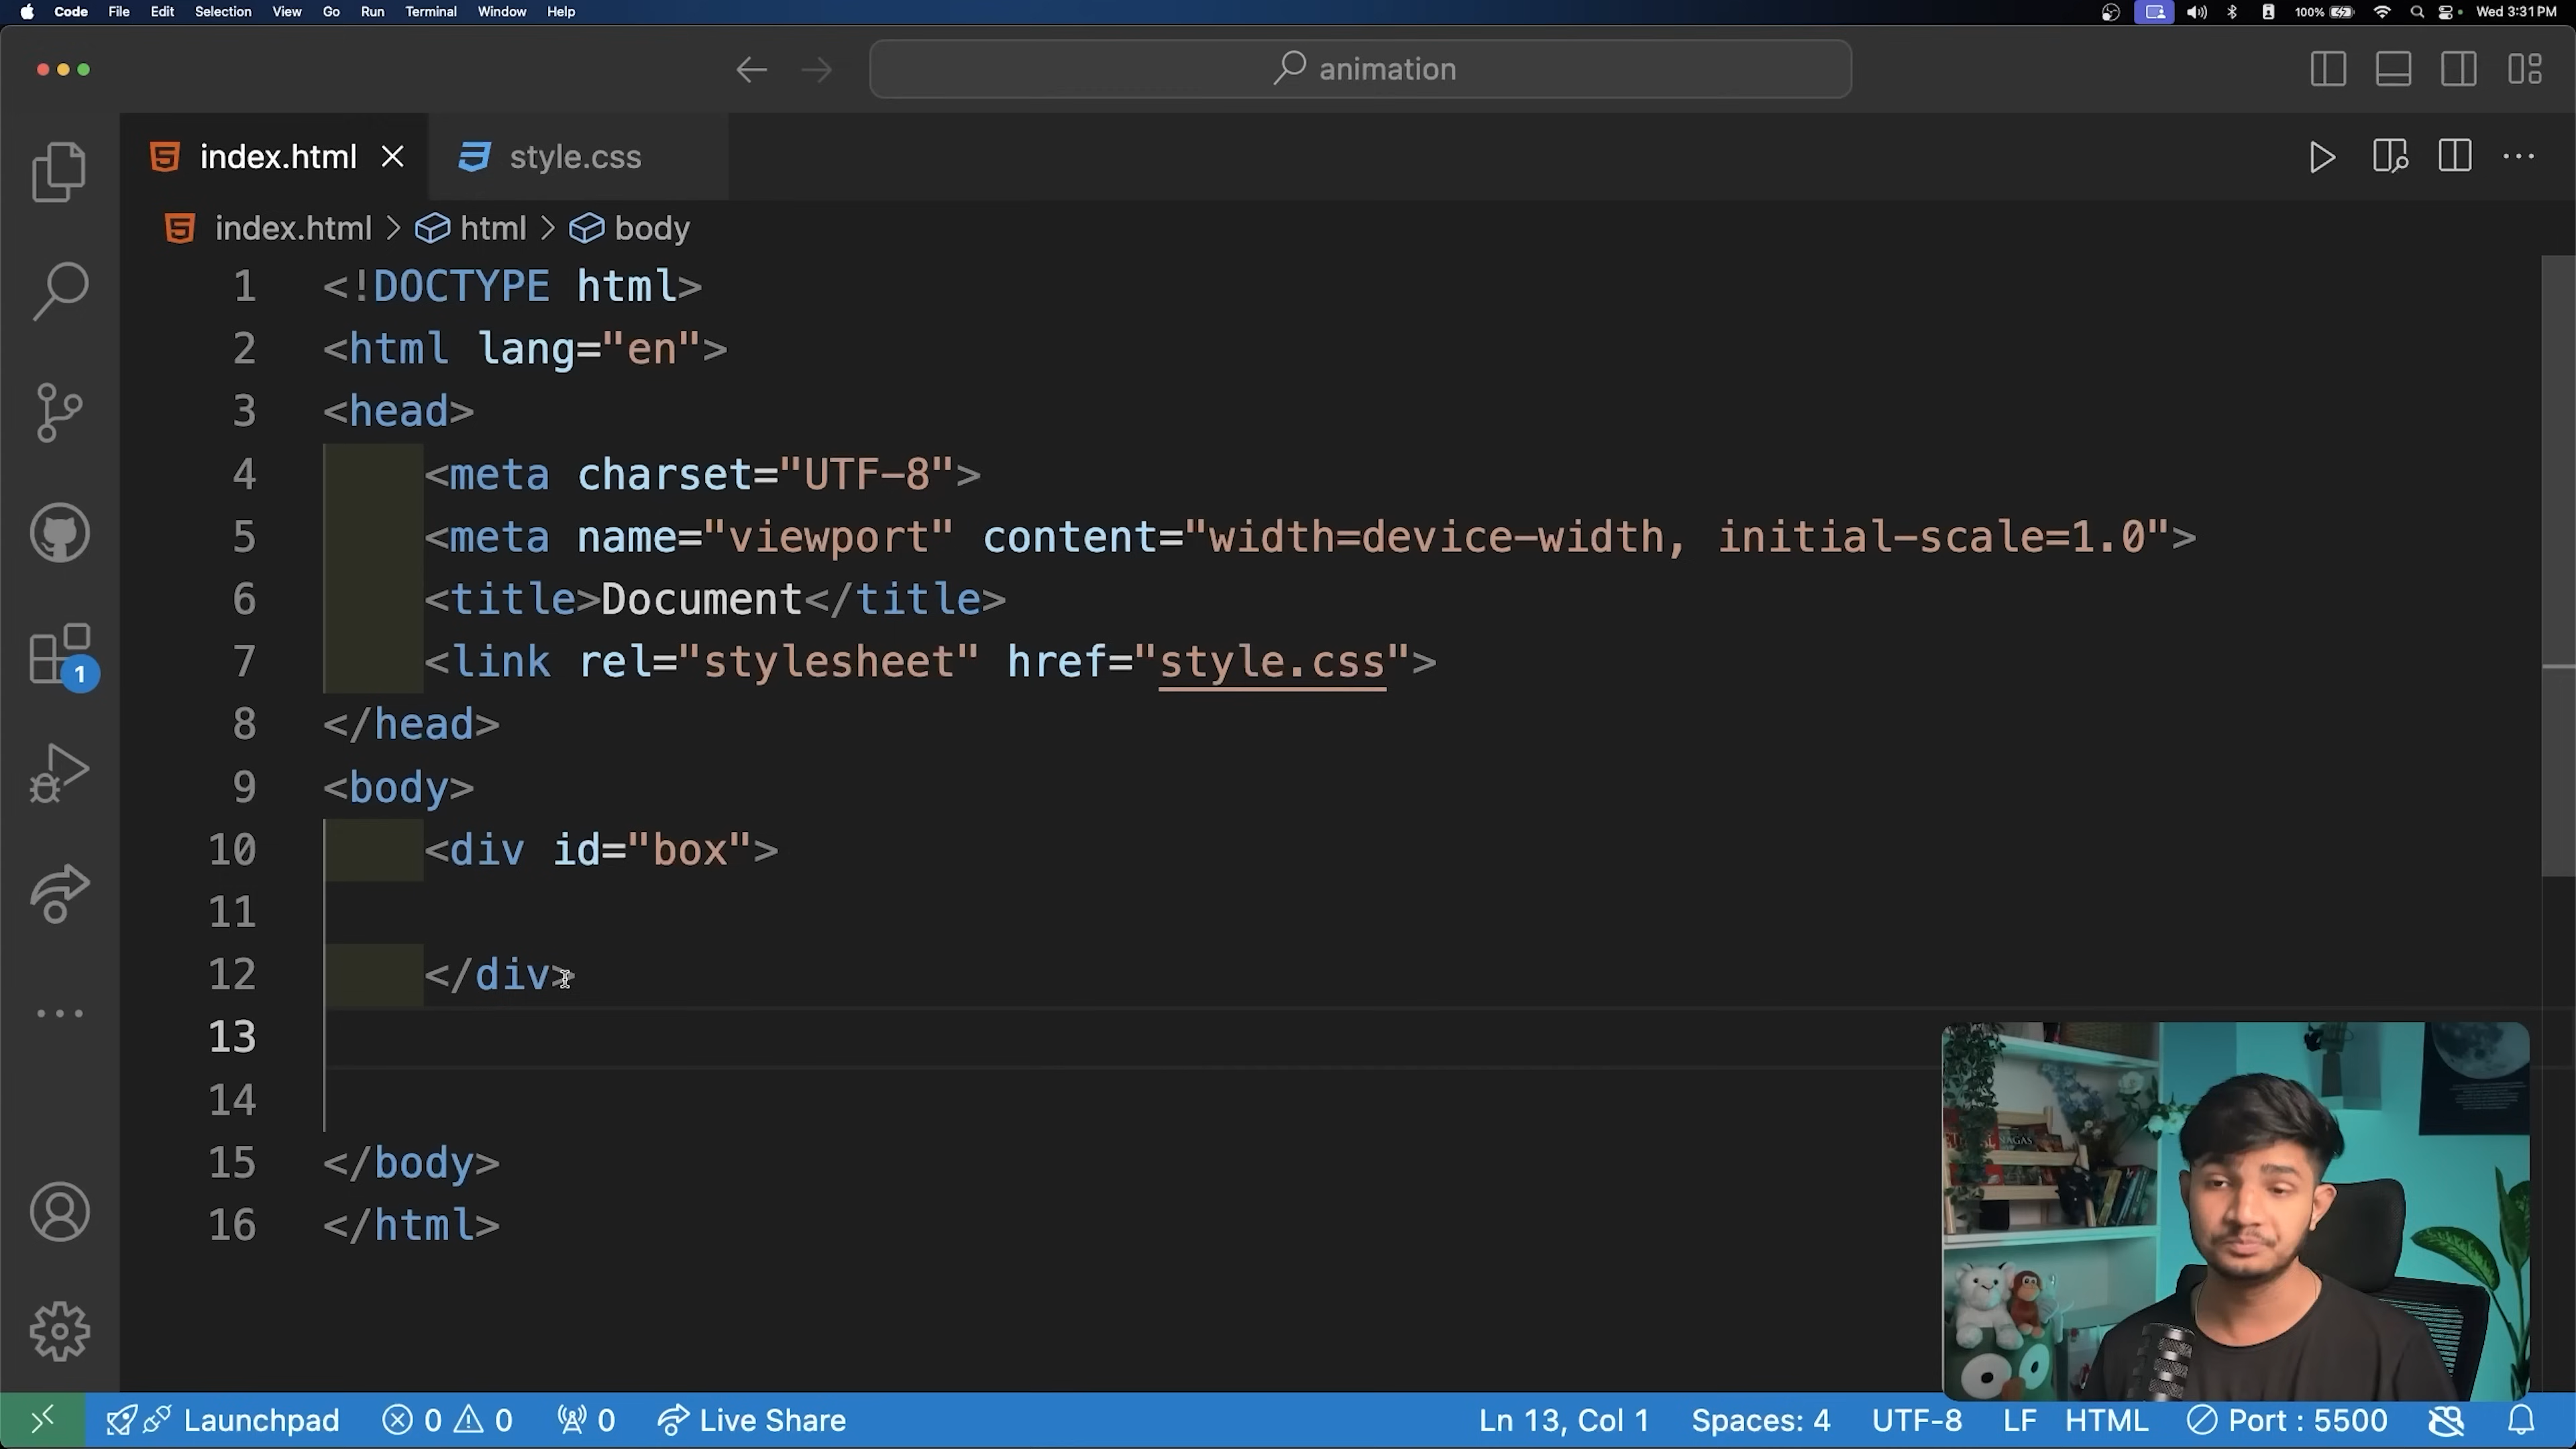 Code File Edit Selection View Go Run Terminal Window Help 100% Wed 3:31 PM
animation
index.html style.css
index.html > html > body
1 <!DOCTYPE html>
2 <html lang="en">
3 <head>
4 <meta charset="UTF-8">
5 <meta name="viewport" content="width=device-width, initial-scale=1.0">
6 <title>Document</title>
7 <link rel="stylesheet" href="style.css">
8 </head>
9 <body>
10 <div id="box">
11
12 </div>
13
14
15 </body>
16 </html>
1
Launchpad 0 0 0 Live Share Ln 13, Col 1 Spaces: 4 UTF-8 LF HTML Port : 5500